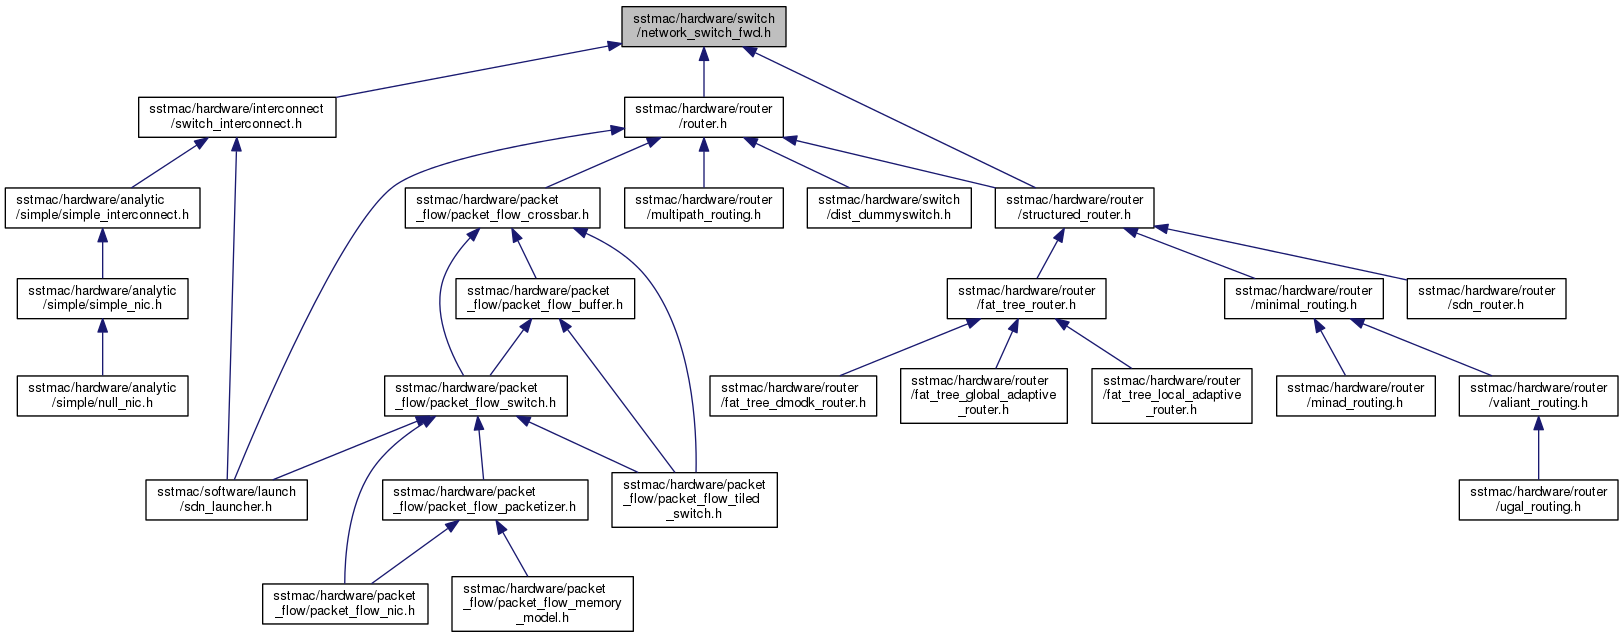 sstmac/hardware/switch
/network_switch_fwd.h
sstmac/hardware/interconnect
/switch_interconnect.h
sstmac/hardware/router
/router.h
sstmac/hardware/analytic
/simple/simple_interconnect.h
sstmac/hardware/packet
_flow/packet_flow_crossbar.h
sstmac/hardware/router
/multipath_routing.h
sstmac/hardware/switch
/dist_dummyswitch.h
sstmac/hardware/router
/structured_router.h
sstmac/hardware/analytic
/simple/simple_nic.h
sstmac/hardware/packet
_flow/packet_flow_buffer.h
sstmac/hardware/router
/fat_tree_router.h
sstmac/hardware/router
/minimal_routing.h
sstmac/hardware/router
/sdn_router.h
sstmac/hardware/analytic
/simple/null_nic.h
sstmac/hardware/packet
_flow/packet_flow_switch.h
sstmac/hardware/router
/fat_tree_dmodk_router.h
sstmac/hardware/router
/fat_tree_global_adaptive
_router.h
sstmac/hardware/router
/fat_tree_local_adaptive
_router.h
sstmac/hardware/router
/minad_routing.h
sstmac/hardware/router
/valiant_routing.h
sstmac/software/launch
/sdn_launcher.h
sstmac/hardware/packet
_flow/packet_flow_packetizer.h
sstmac/hardware/packet
_flow/packet_flow_tiled
_switch.h
sstmac/hardware/router
/ugal_routing.h
sstmac/hardware/packet
_flow/packet_flow_nic.h
sstmac/hardware/packet
_flow/packet_flow_memory
_model.h